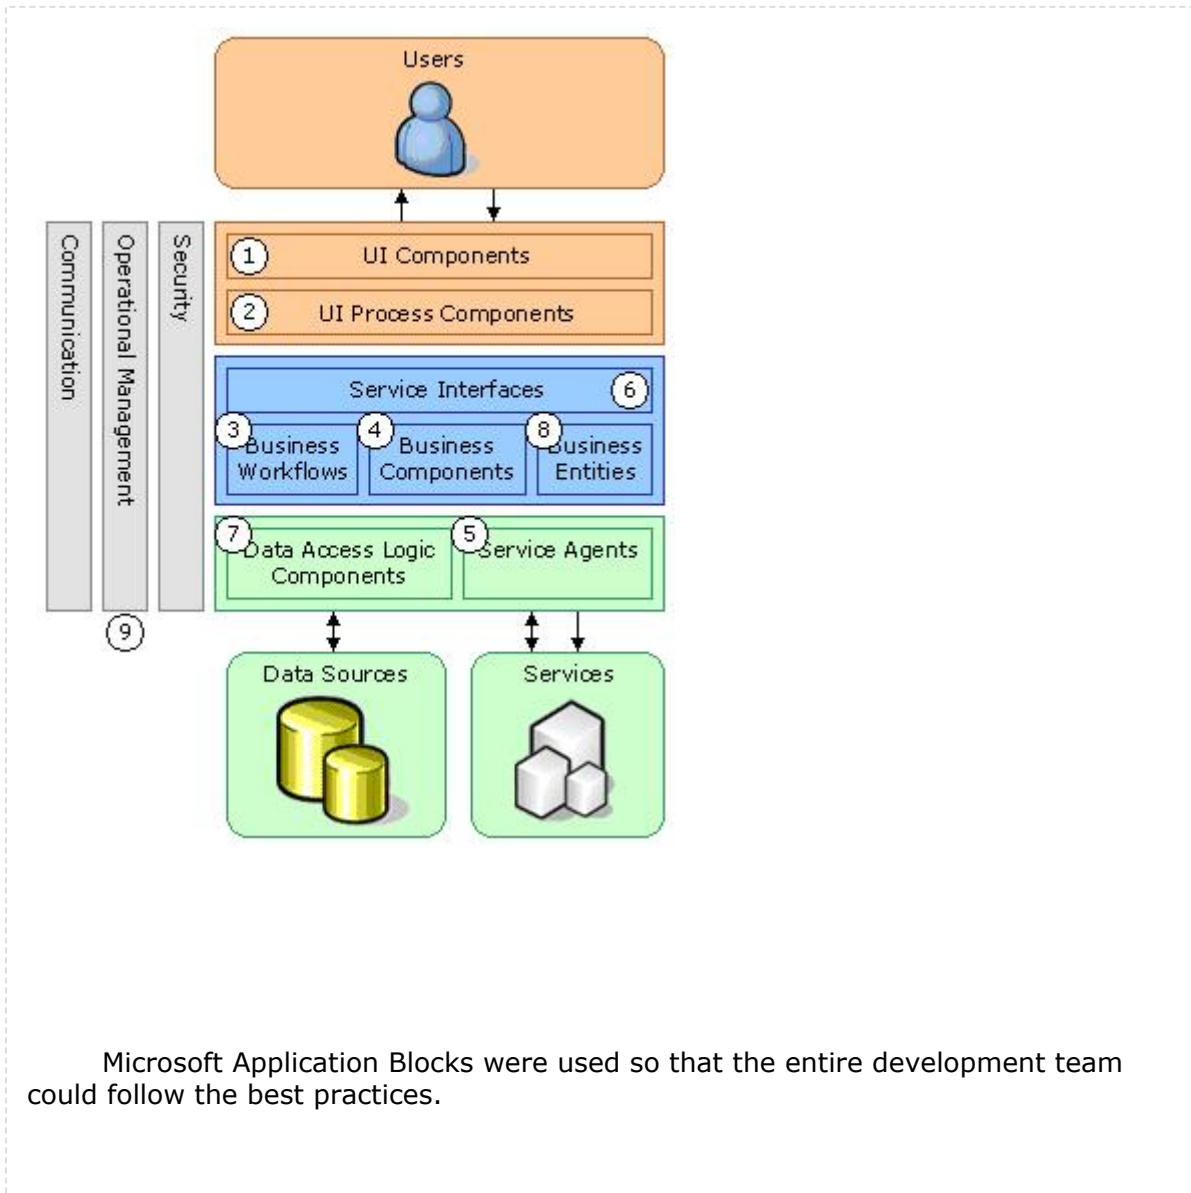 Users
Communication
Operational Management
Security
1
UI Components
2
UI Process Components
Service Interfaces
6
3
Business
Workflows
4
Business
Components
8
Business
Entities
7
Data Access Logic
Components
5
Service Agents
9
Data Sources
Services
Microsoft Application Blocks were used so that the entire development team
could follow the best practices.